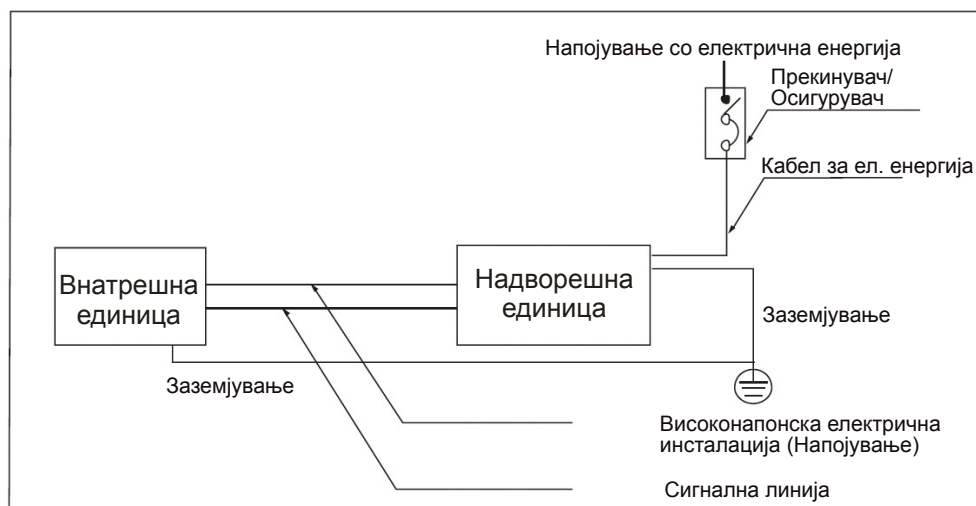 Напојување со електрична енергија
Прекинувач/
Осигурувач
Кабел за ел. енергија
Внатрешна
единица
Надворешна
единица
Заземјување
Заземјување
Високонапонска електрична
инсталација (Напојување)
Сигнална линија